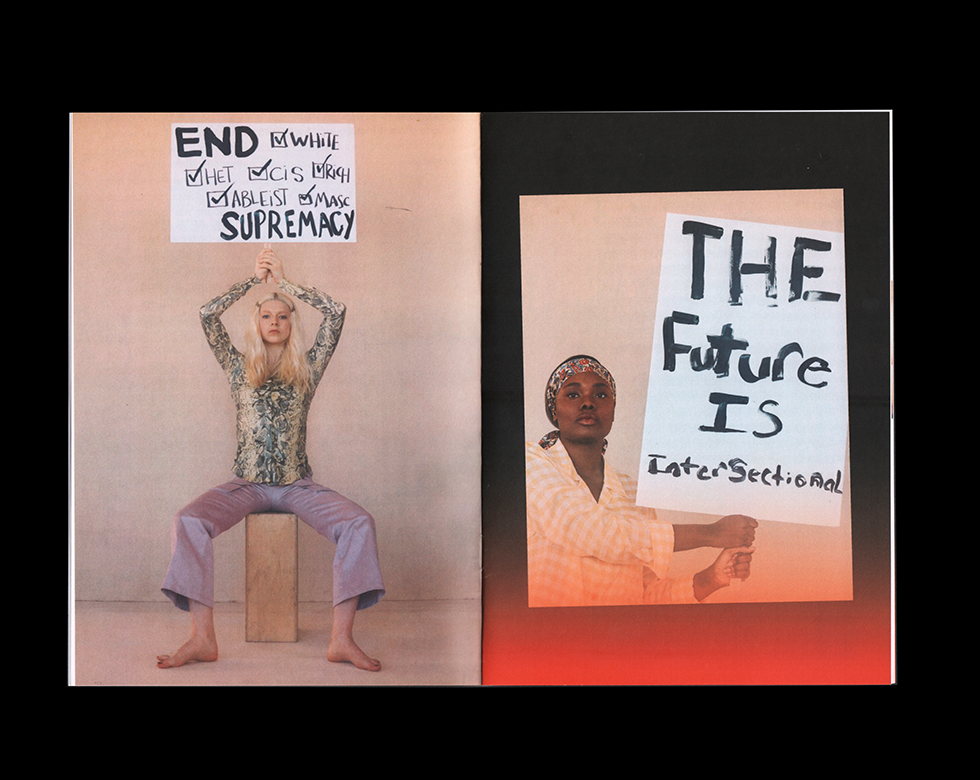 END ☑ WHITE
☑ HET ☑ CIS ☑ RICH
☑ ABLEIST ☑ MASC
SUPREMACY
THE
Future
IS
InterSectional